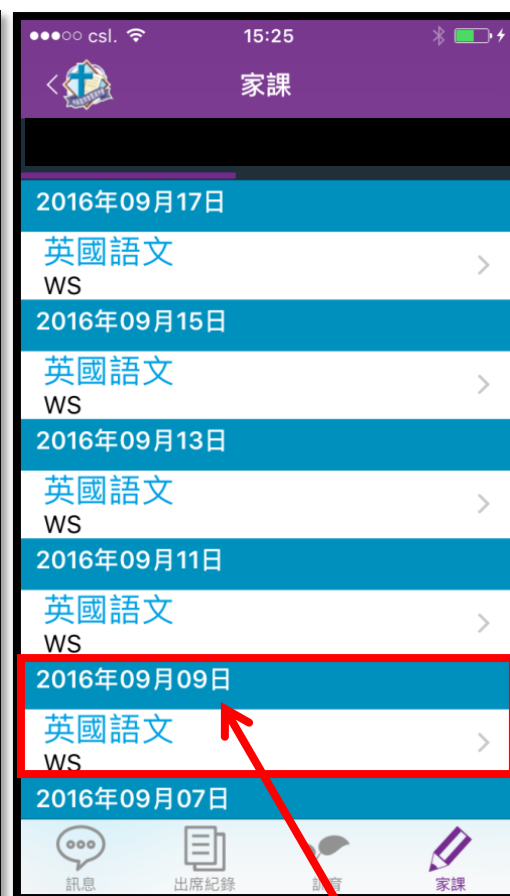 csl.
15:25
家課
2016年09月17日
英國語文
WS
2016年09月15日
英國語文
WS
2016年09月13日
英國語文
WS
2016年09月11日
英國語文
WS
2016年09月09日
英國語文
WS
2016年09月07日
訊息
出席紀錄
訓育
家課